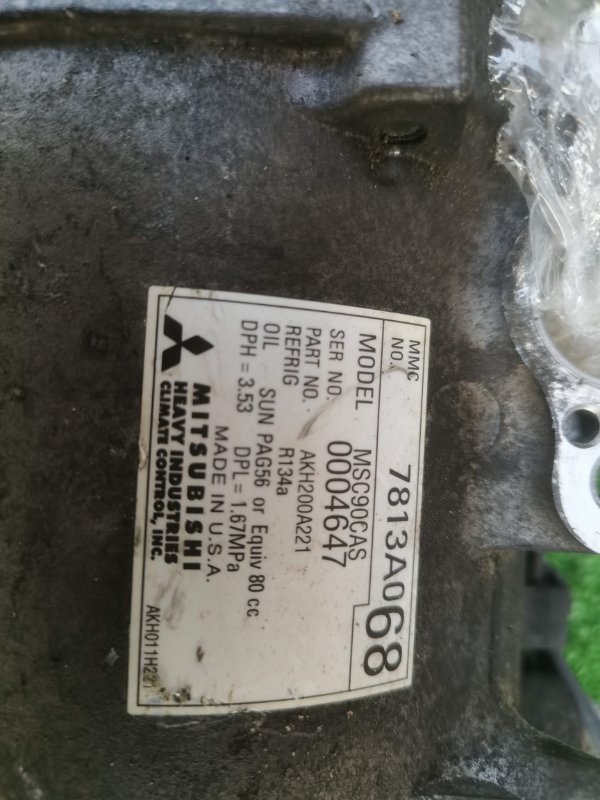 MMC NO. 7813A068
MODEL MSC90CAS
SER NO. 0004647
PART NO. AKH200A221
REFRIG R134a
OIL SUN PAG56 or Equiv 80 cc
DPH = 3.53 DPL = 1.67MPa
MADE IN U.S.A.
MITSUBISHI
HEAVY INDUSTRIES
CLIMATE CONTROL, INC.
AKH011H221